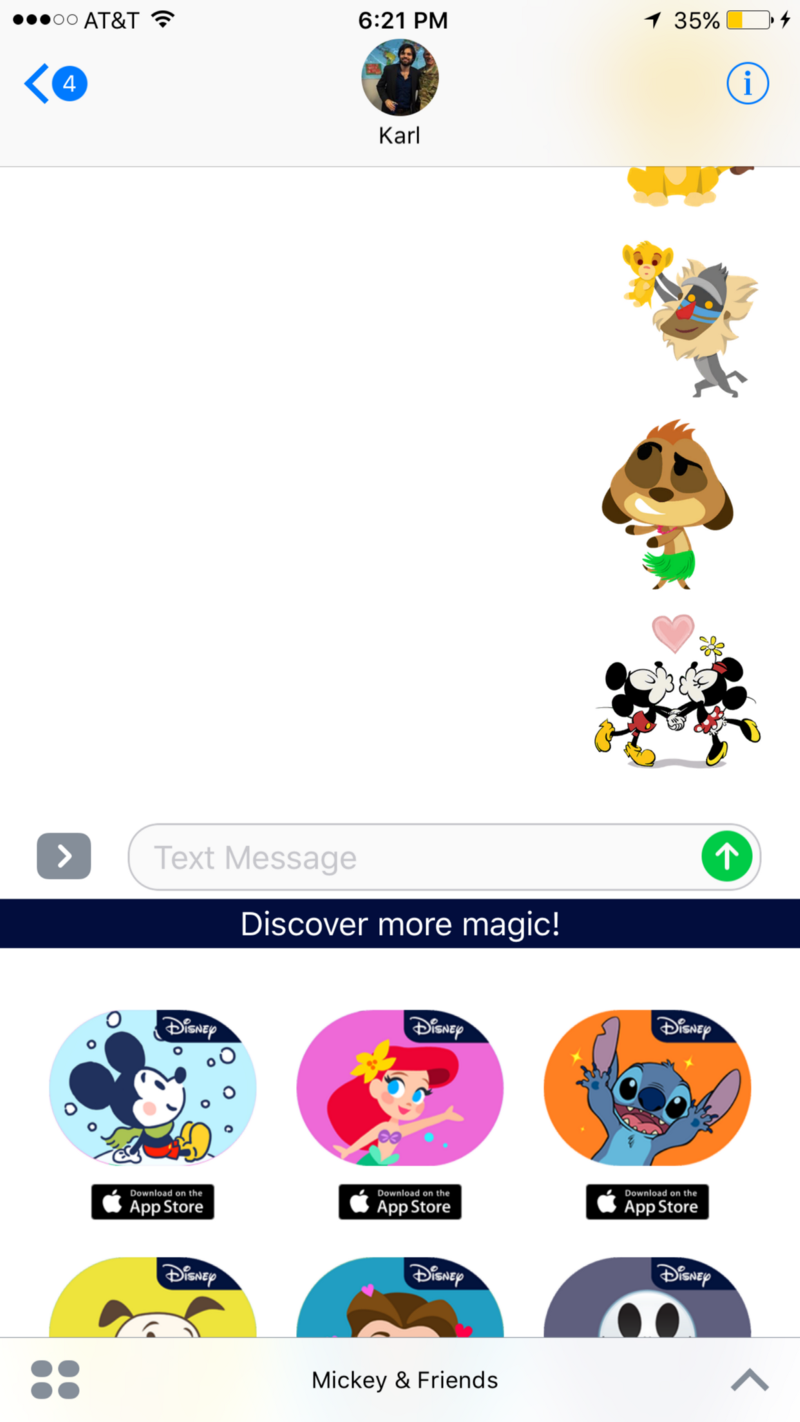 AT&T 6:21 PM 35%
4
Karl
Text Message
Discover more magic!
Disney Disney Disney
Download on the Download on the Download on the
App Store App Store App Store
Disney Disney Disney
Mickey & Friends